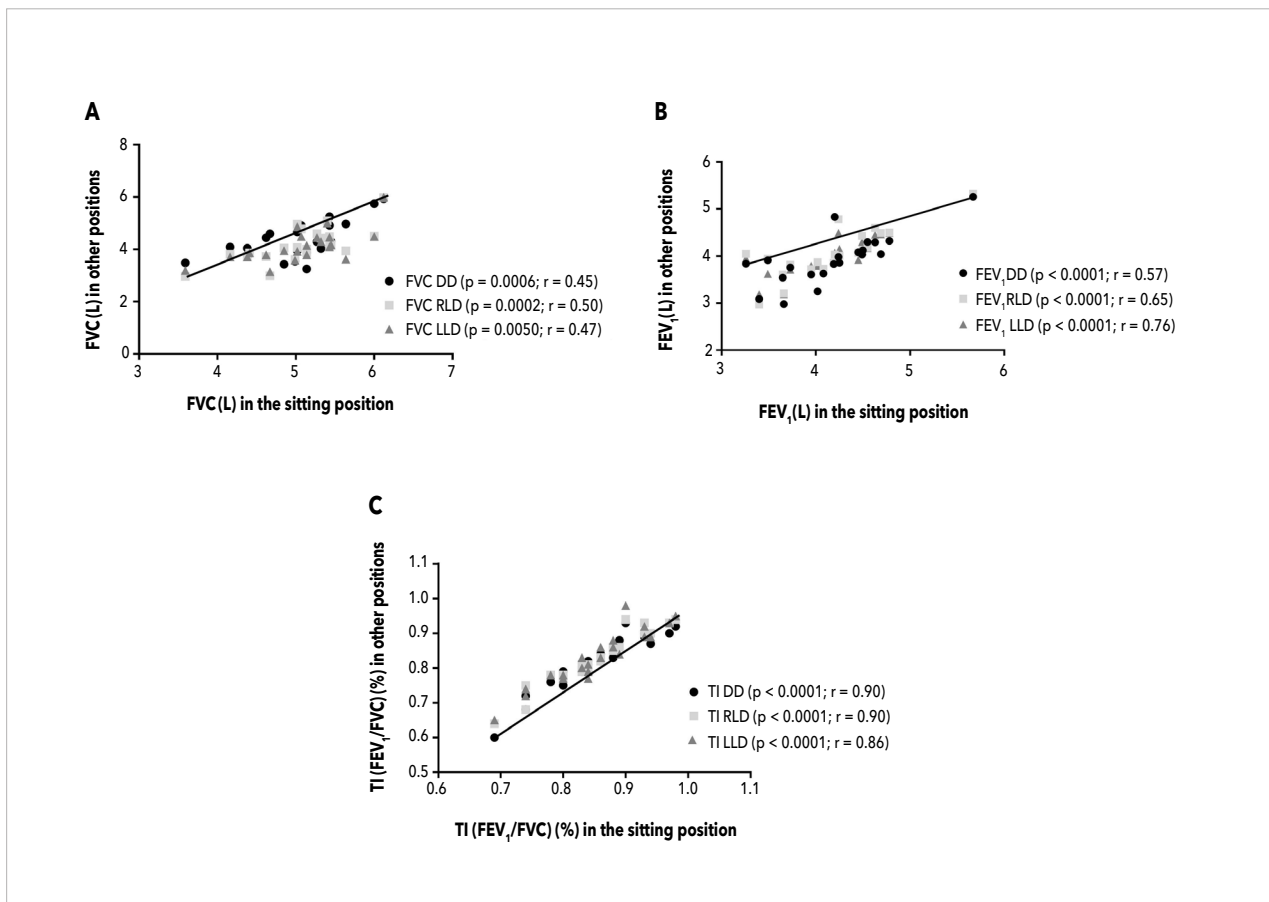 A
FVC (L) in other positions
8
6
4
2
0
3 4 5 6 7
FVC (L) in the sitting position
FVC DD (p = 0.0006; r = 0.45)
FVC RLD (p = 0.0002; r = 0.50)
FVC LLD (p = 0.0050; r = 0.47)
B
FEV₁(L) in other positions
6
5
4
3
2
3 4 5 6
FEV₁(L) in the sitting position
FEV₁DD (p < 0.0001; r = 0.57)
FEV₁RLD (p < 0.0001; r = 0.65)
FEV₁ LLD (p < 0.0001; r = 0.76)
C
TI (FEV₁/FVC) (%) in other positions
1.1
1.0
0.9
0.8
0.7
0.6
0.5
0.6 0.7 0.8 0.9 1.0 1.1
TI (FEV₁/FVC) (%) in the sitting position
TI DD (p < 0.0001; r = 0.90)
TI RLD (p < 0.0001; r = 0.90)
TI LLD (p < 0.0001; r = 0.86)